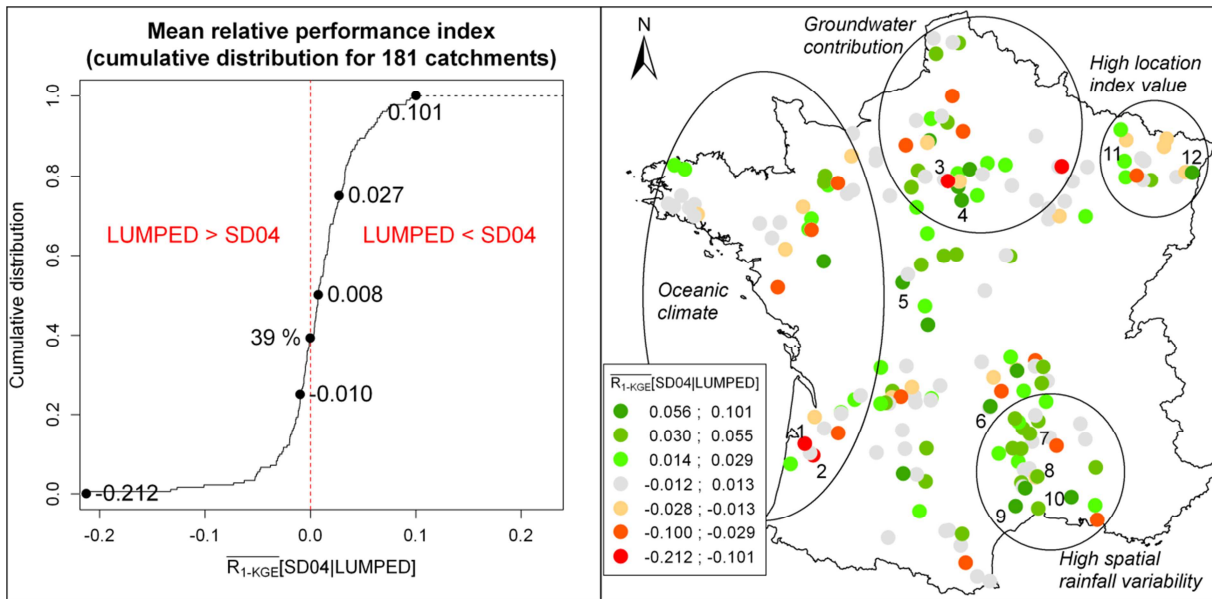 Mean relative performance index
(cumulative distribution for 181 catchments)
Cumulative distribution
1.0
0.8
0.6
0.4
0.2
0.0
0.101
0.027
LUMPED > SD04
LUMPED < SD04
0.008
39 %
-0.010
-0.212
-0.2
-0.1
0.0
0.1
R1-KGE[SD04|LUMPED]
N
Groundwater
contribution
High location
index value
11
12
3
4
Oceanic
climate
5
R1-KGE[SD04|LUMPED]
0.056 ; 0.101
0.030 ; 0.055
0.014 ; 0.029
-0.012 ; 0.013
-0.028 ; -0.013
-0.100 ; -0.029
-0.212 ; -0.101
1
2
6
7
8
9
10
High spatial
rainfall variability